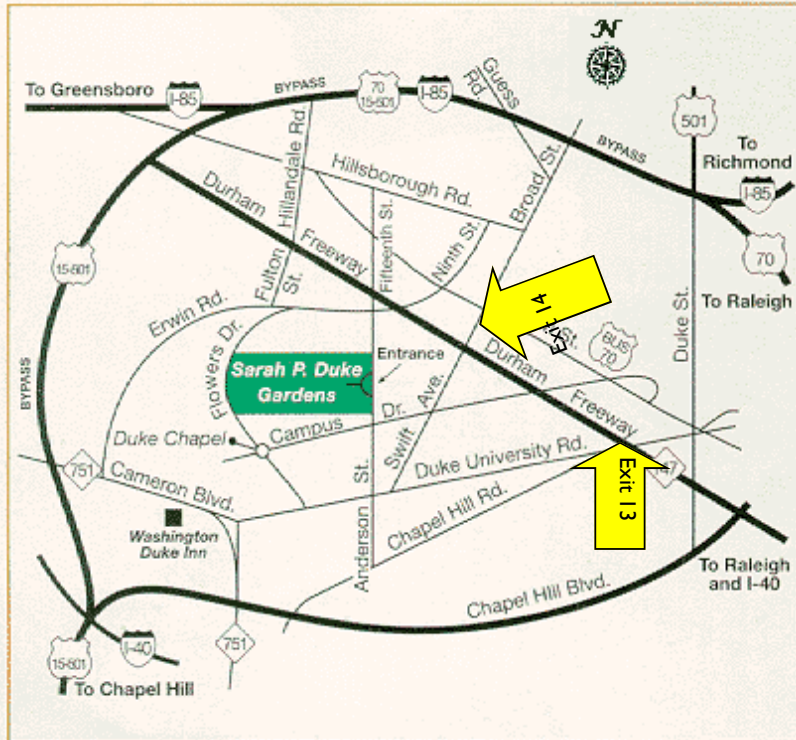 N
To Greensboro
I-85
BYPASS
70
15-501
I-85
Guess
Rd.
501
BYPASS
To
Richmond
I-85
70
To Raleigh
Hillandale Rd.
Hillsborough Rd.
Broad St.
Durham
Freeway
Fifteenth St.
Ninth St.
15-501
Fulton
St.
Erwin Rd.
Flowers Dr.
Exit 14
St.
BUS
70
Duke St.
Sarah P. Duke
Gardens
Entrance
Durham
Freeway
BYPASS
Campus
Dr.
Swift
Ave.
Duke Chapel
Duke University Rd.
751
Cameron Blvd.
Exit 13
147
Washington
Duke Inn
Anderson
St.
Chapel Hill Rd.
Chapel Hill Blvd.
To Raleigh
and I-40
751
I-40
15-501
To Chapel Hill